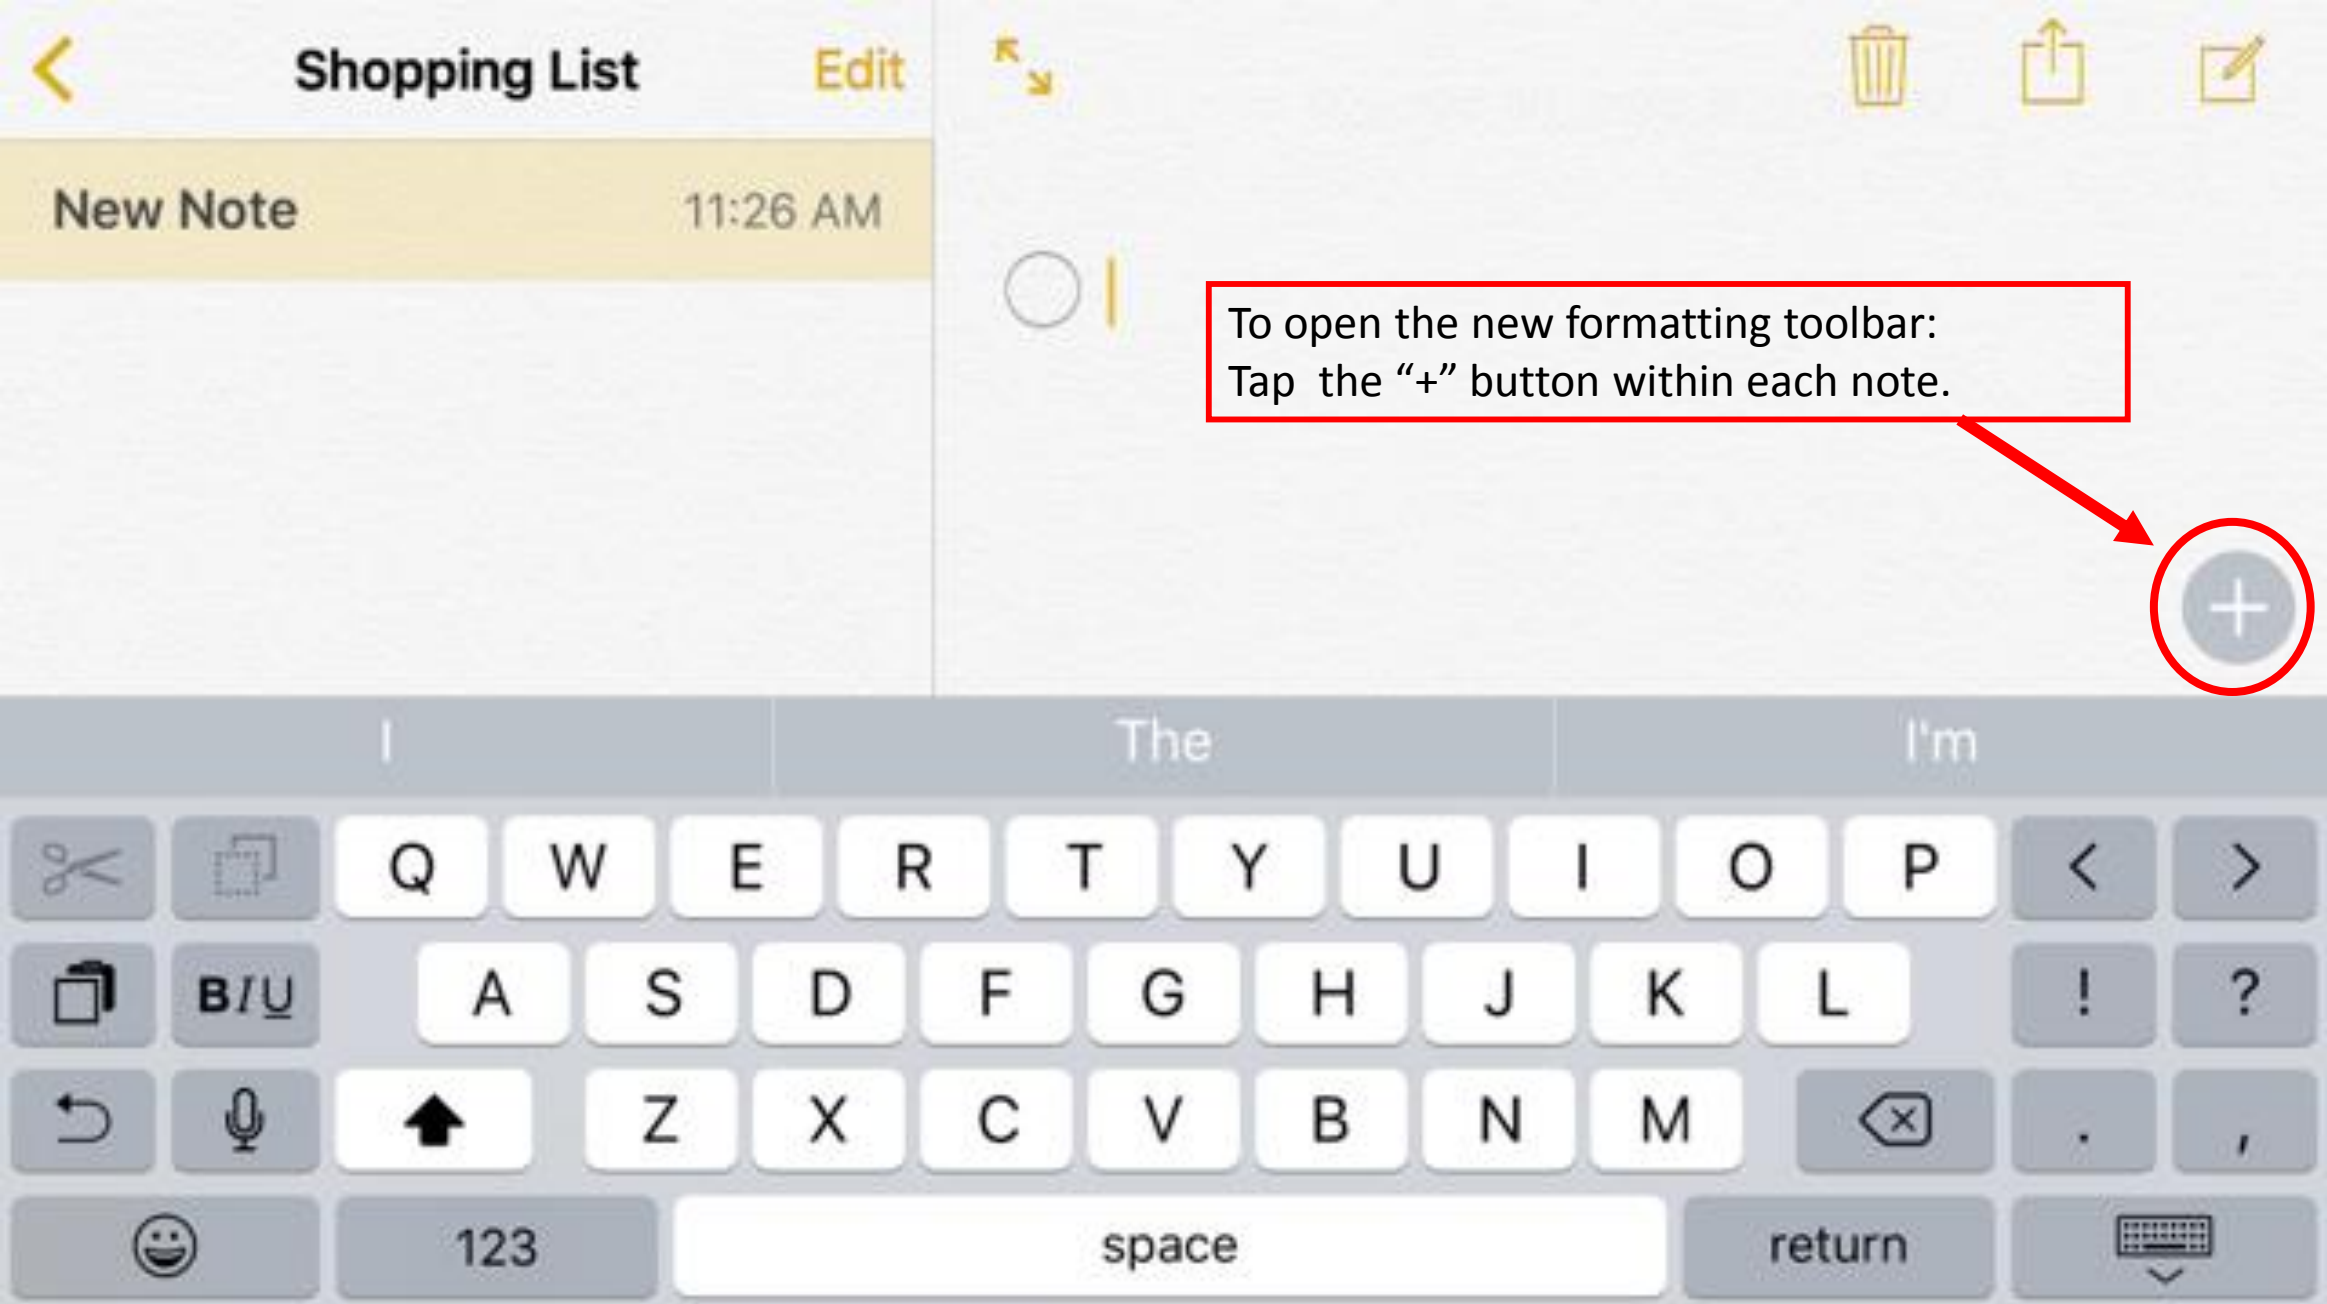 Shopping List Edit
New Note 11:26 AM
To open the new formatting toolbar:
Tap the “+” button within each note.
I The I'm
Q W E R T Y U I O P < >
B I U A S D F G H J K L ! ?
Z X C V B N M . ,
123 space return